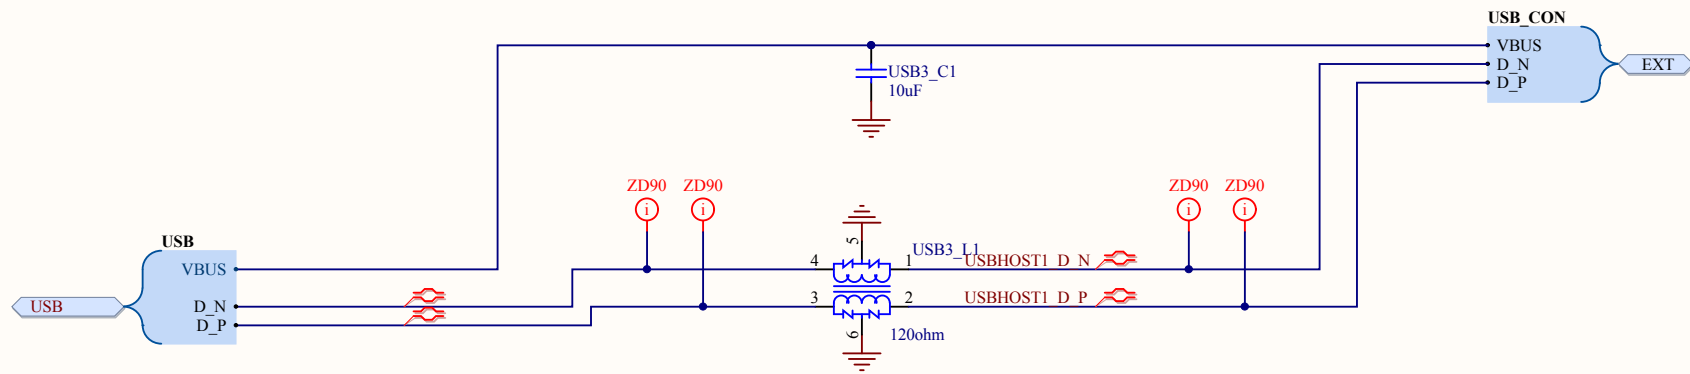 USB_CON
VBUS
D_N
D_P
EXT
USB3_C1
10uF
ZD90
ZD90
ZD90
ZD90
i
i
i
i
USB
VBUS
D_N
D_P
USB
5
USB3_L1
4
1
USBHOST1_D_N
3
2
USBHOST1_D_P
6
120ohm